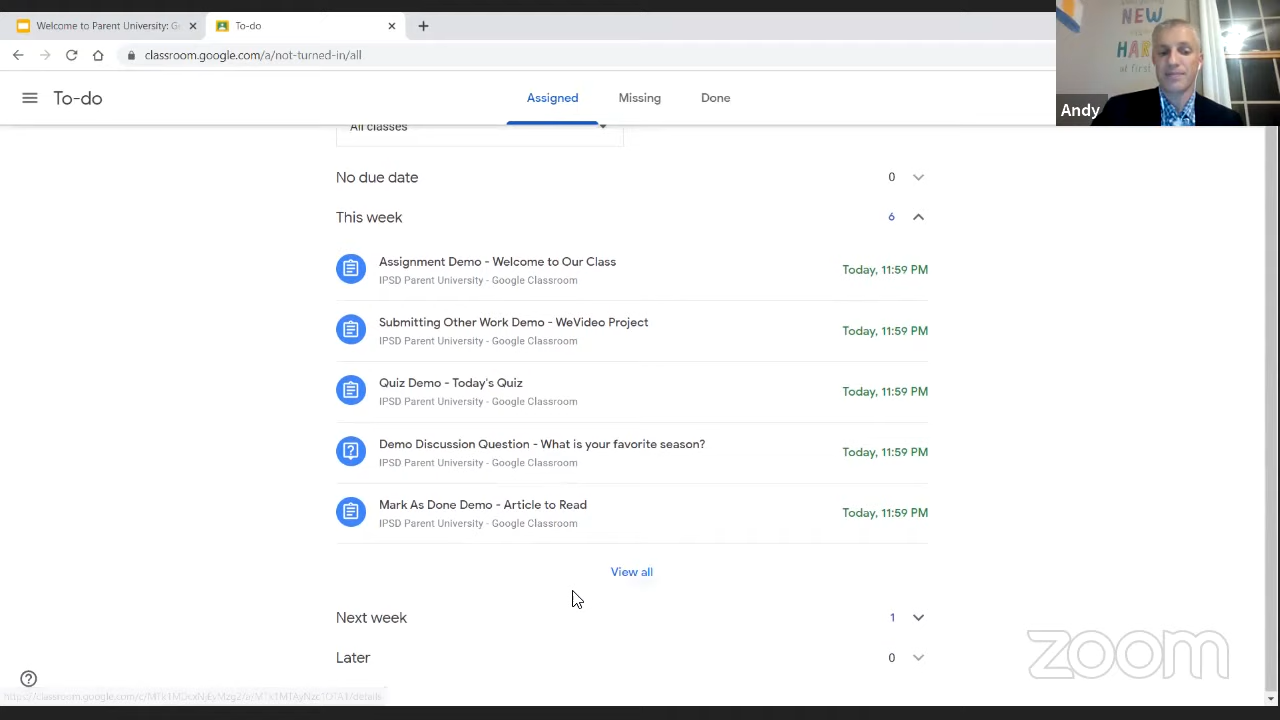 Welcome to Parent University: G
To-do
classroom.google.com/a/not-turned-in/all
NEW
HAR
at first
Andy
To-do
Assigned
Missing
Done
All classes
No due date
0
This week
6
Assignment Demo - Welcome to Our Class
IPSD Parent University - Google Classroom
Today, 11:59 PM
Submitting Other Work Demo - WeVideo Project
IPSD Parent University - Google Classroom
Today, 11:59 PM
Quiz Demo - Today's Quiz
IPSD Parent University - Google Classroom
Today, 11:59 PM
Demo Discussion Question - What is your favorite season?
IPSD Parent University - Google Classroom
Today, 11:59 PM
Mark As Done Demo - Article to Read
IPSD Parent University - Google Classroom
Today, 11:59 PM
View all
Next week
1
Later
0
zoom